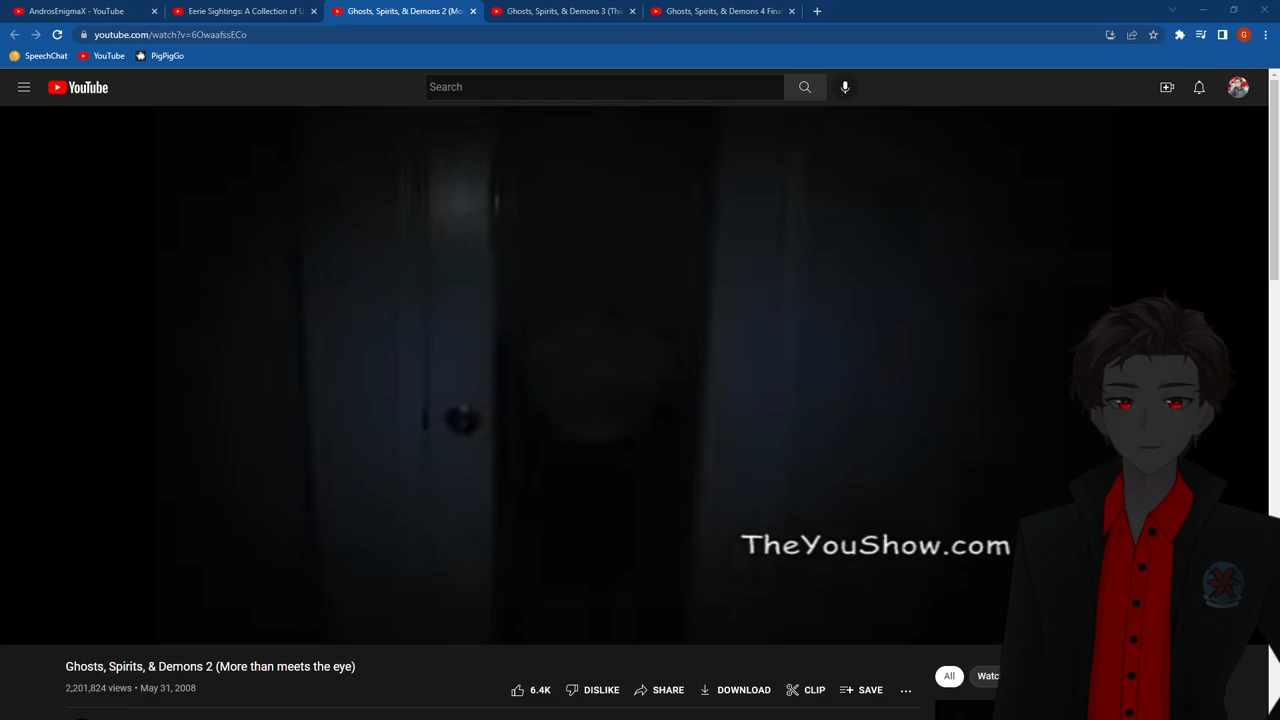 AndrosEnigmaX - YouTube
Eerie Sightings: A Collection of U
Ghosts, Spirits, & Demons 2 (Mo
Ghosts, Spirits, & Demons 3 (Thi
Ghosts, Spirits, & Demons 4 Fina
youtube.com/watch?v=6OwaafssECo
G
SpeechChat
YouTube
PigPigGo
YouTube
Search
TheYouShow.com
Ghosts, Spirits, & Demons 2 (More than meets the eye)
2,201,824 views • May 31, 2008
6.4K
DISLIKE
SHARE
DOWNLOAD
CLIP
SAVE
All
Watc